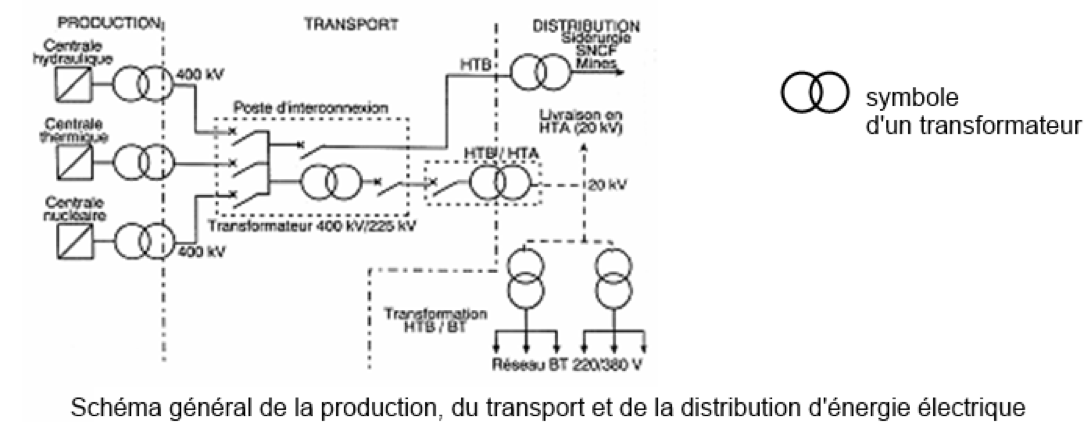 PRODUCTION
TRANSPORT
DISTRIBUTION
Sidérurgie
SNCF
Mines
Centrale
hydraulique
400 kV
HTB
Poste d'interconnexion
Livraison en
HTA (20 kV)
symbole
d'un transformateur
Centrale
thermique
HTB / HTA
20 kV
Centrale
nucléaire
Transformateur 400 kV/225 kV
400 kV
Transformation
HTB / BT
Réseau BT 220/380 V
Schéma général de la production, du transport et de la distribution d'énergie électrique